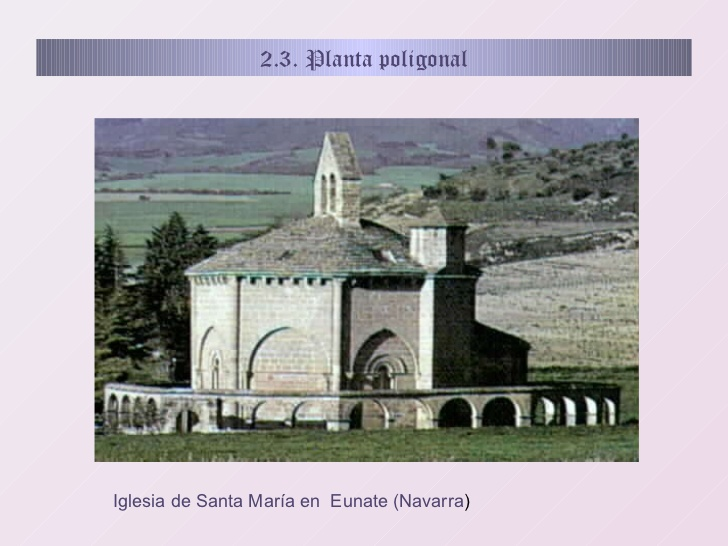 2.3. Planta poligonal
Iglesia de Santa María en  Eunate (Navarra)